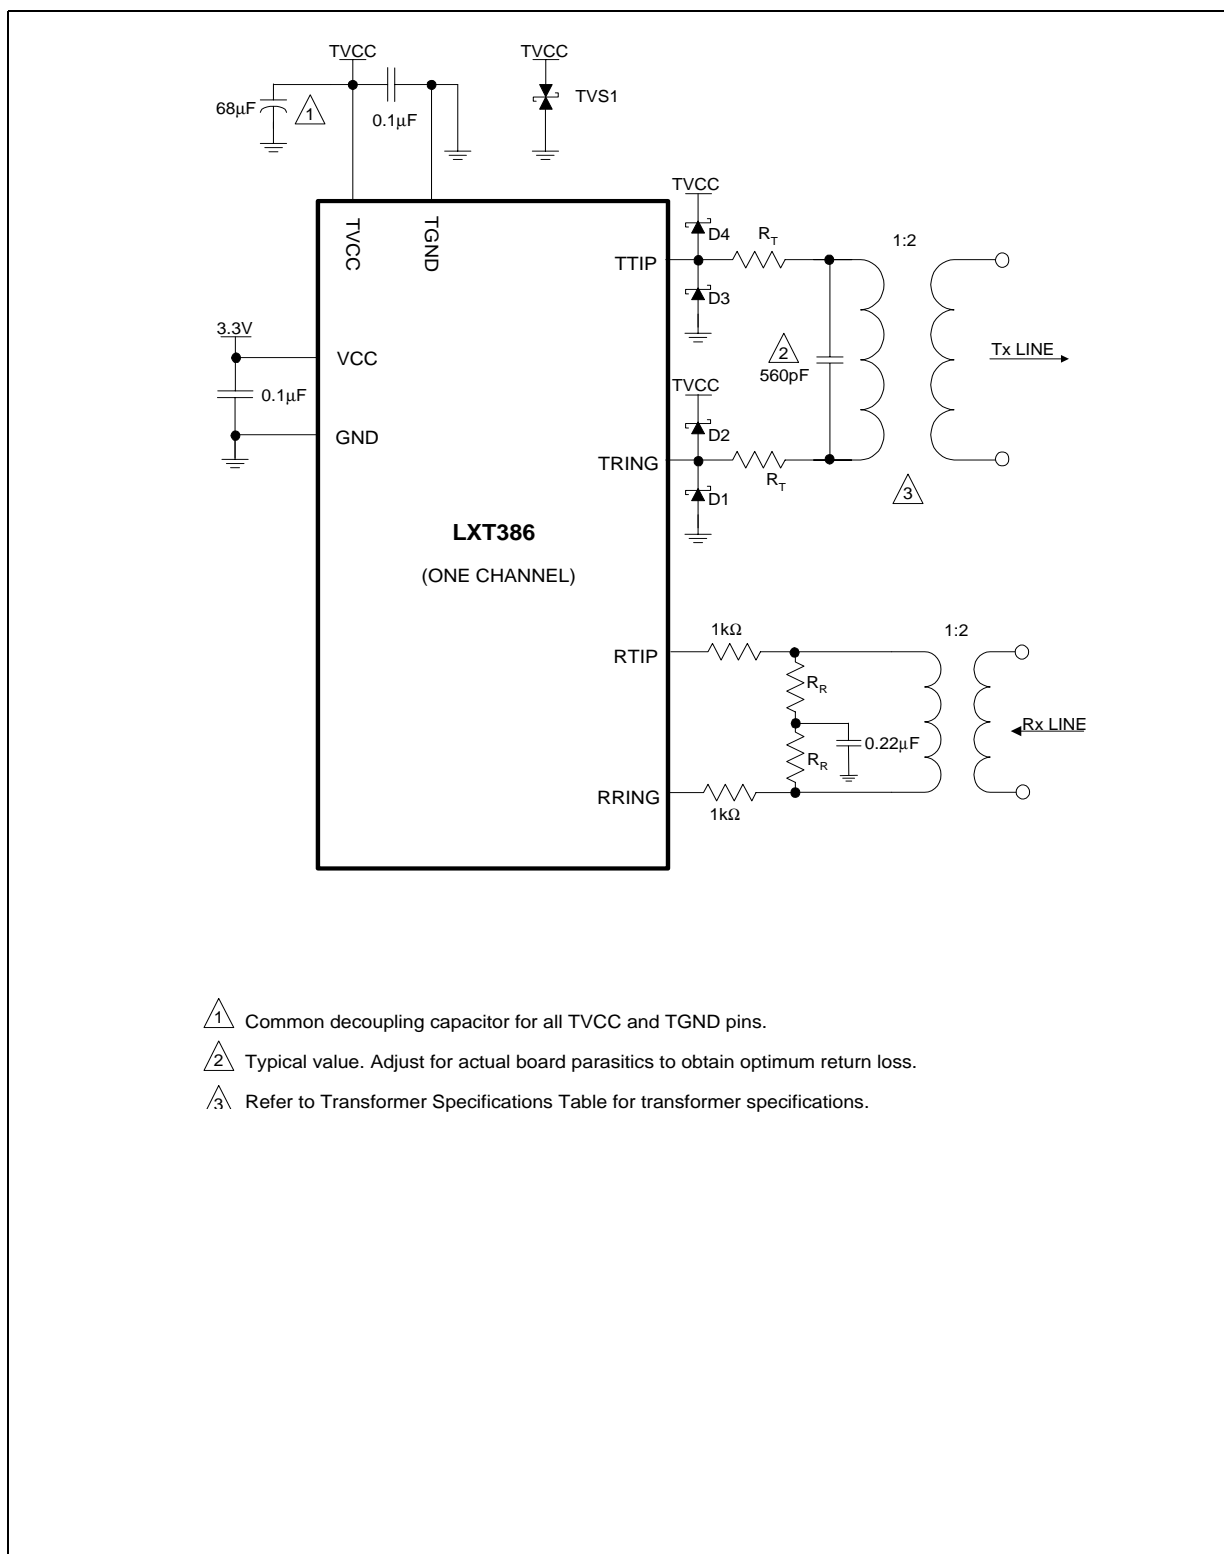 TVCC
TVCC
68μF
1
0.1μF
TVS1
TVCC
TVCC
TGND
D4
RT
1:2
TTIP
D3
3.3V
VCC
2
Tx LINE
560pF
TVCC
0.1μF
D2
GND
TRING
RT
3
D1
LXT386
(ONE CHANNEL)
1kΩ
1:2
RTIP
RR
Rx LINE
0.22μF
RR
RRING
1kΩ
1 Common decoupling capacitor for all TVCC and TGND pins.
2 Typical value. Adjust for actual board parasitics to obtain optimum return loss.
3 Refer to Transformer Specifications Table for transformer specifications.